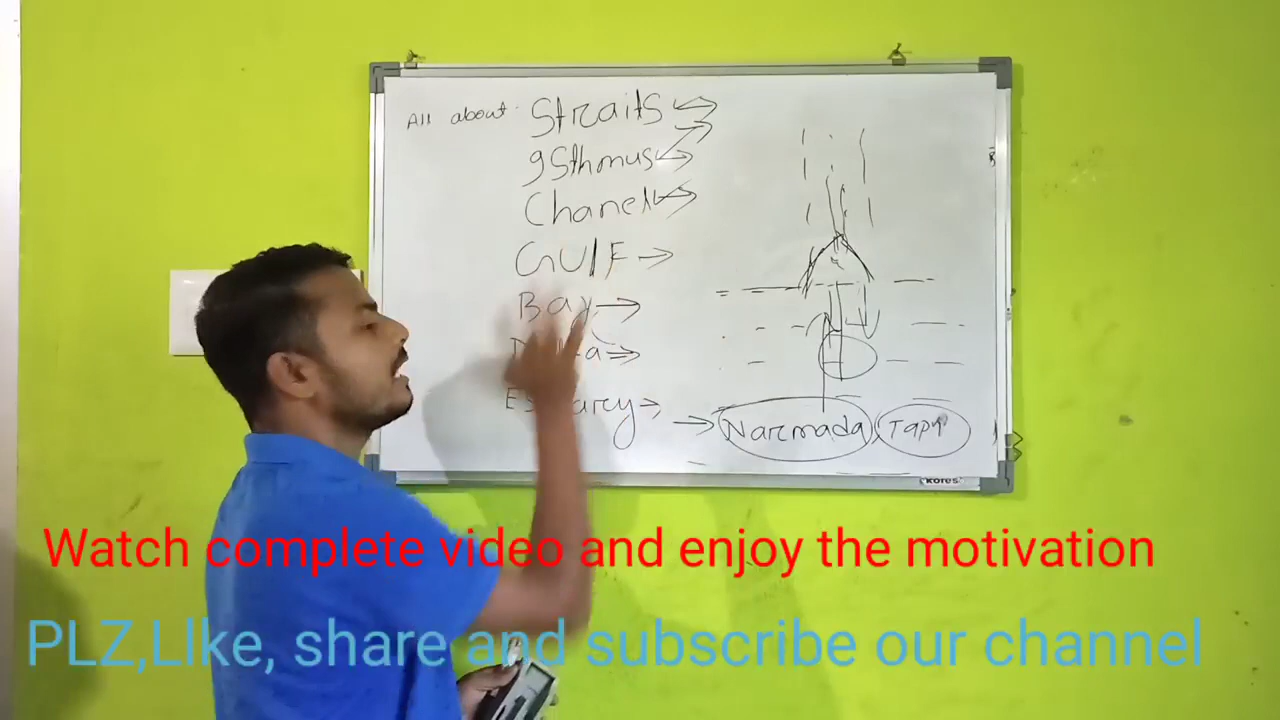 All about Straits
Isthmus
Chanel
Gulf
Bay
Narmada, Tapi
kores
Watch complete video and enjoy the motivation
PLZ,LIke, share and subscribe our channel